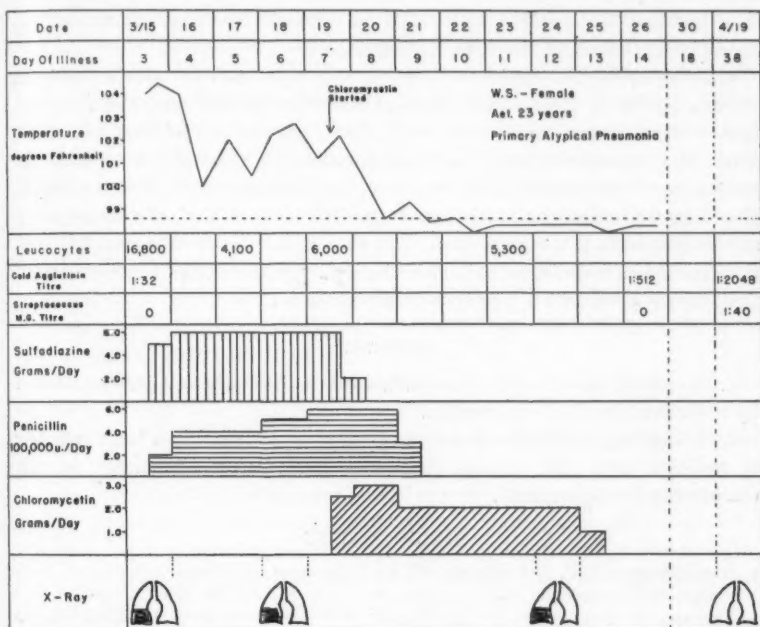 Date 3/15 16 17 18 19 20 21 22 23 24 25 26 30 4/19
Day Of Illness 3 4 5 6 7 8 9 10 11 12 13 14 18 38
Temperature
degrees Fahrenheit
104
103
102
101
100
99
Chloromycetin
Started
W.S. - Female
Aet. 23 years
Primary Atypical Pneumonia
Leucocytes 16,800 4,100 6,000 5,300
Cold Agglutinin
Titre
1:32 1:512 1:2048
Streptococcus
M.G. Titre
0 0 1:40
Sulfadiazine
Grams/Day
6.0
4.0
2.0
Penicillin
100,000u./Day
6.0
4.0
2.0
Chloromycetin
Grams/Day
3.0
2.0
1.0
X-Ray